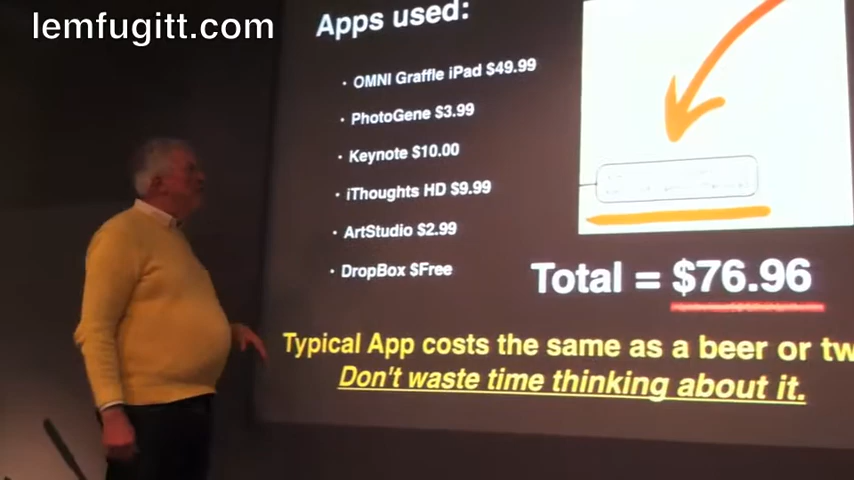 lemfugitt.com
Apps used:
• OMNI Graffle iPad $49.99
• PhotoGene $3.99
• Keynote $10.00
• iThoughts HD $9.99
• ArtStudio $2.99
• DropBox $Free
Total = $76.96
Typical App costs the same as a beer or tw
Don't waste time thinking about it.